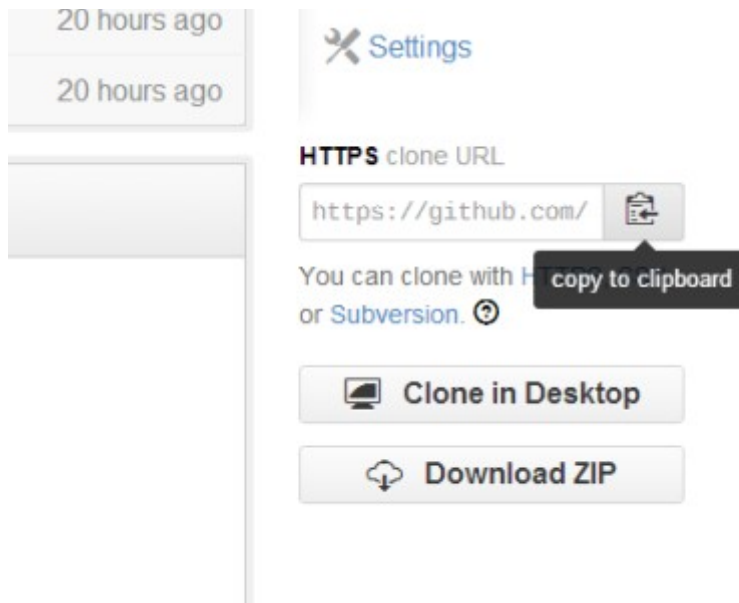 20 hours ago
20 hours ago
Settings
HTTPS clone URL
https://github.com/
You can clone with
copy to clipboard
or Subversion.
Clone in Desktop
Download ZIP